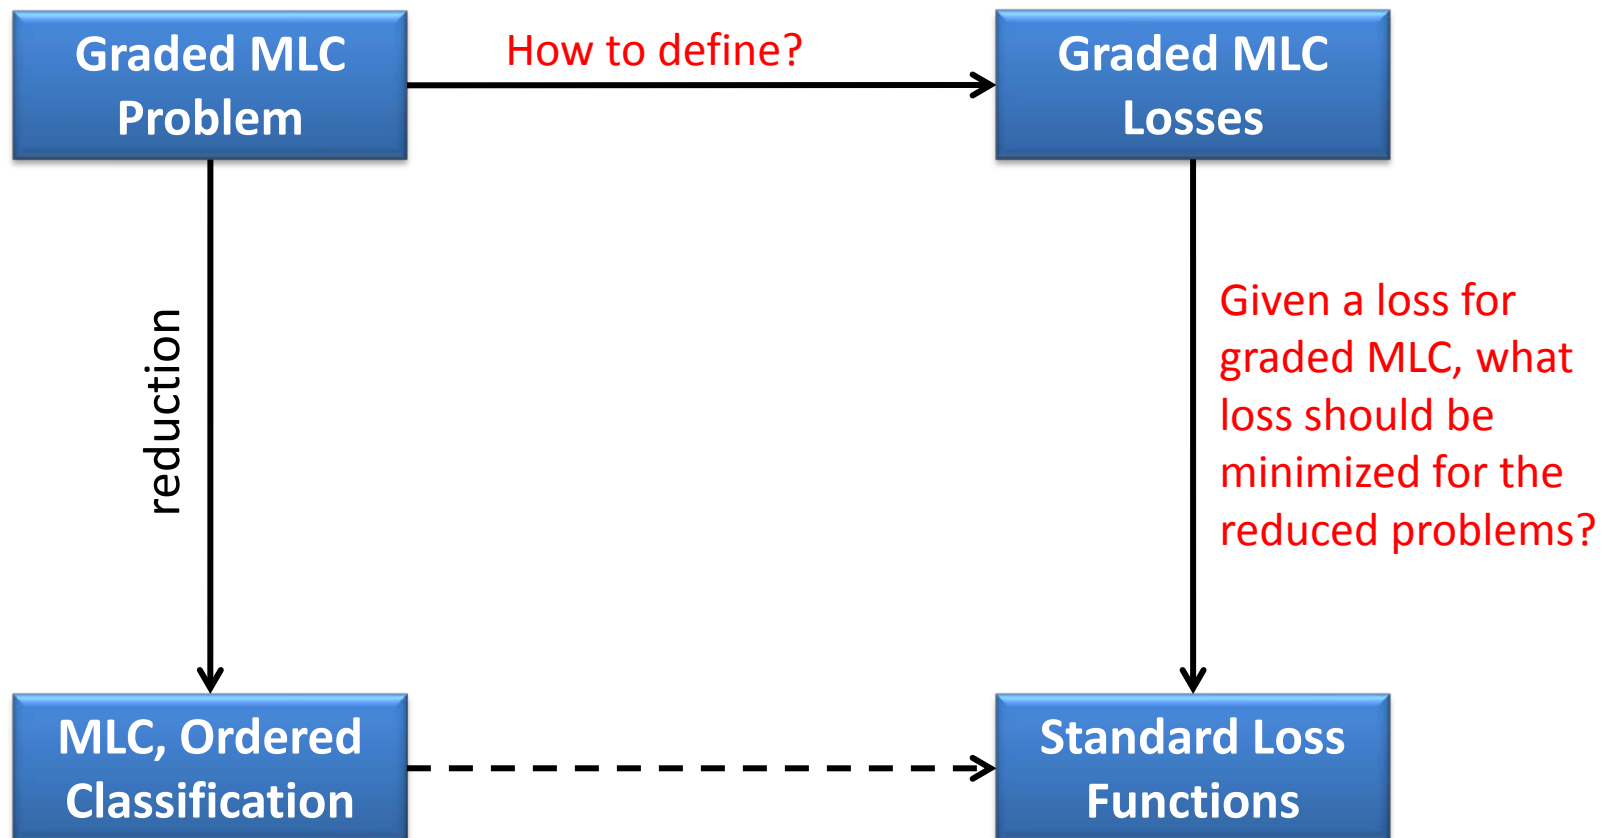 Graded MLC
Problem
How to define?
Graded MLC
Losses
reduction
Given a loss for
graded MLC, what
loss should be
minimized for the
reduced problems?
MLC, Ordered
Classification
Standard Loss
Functions